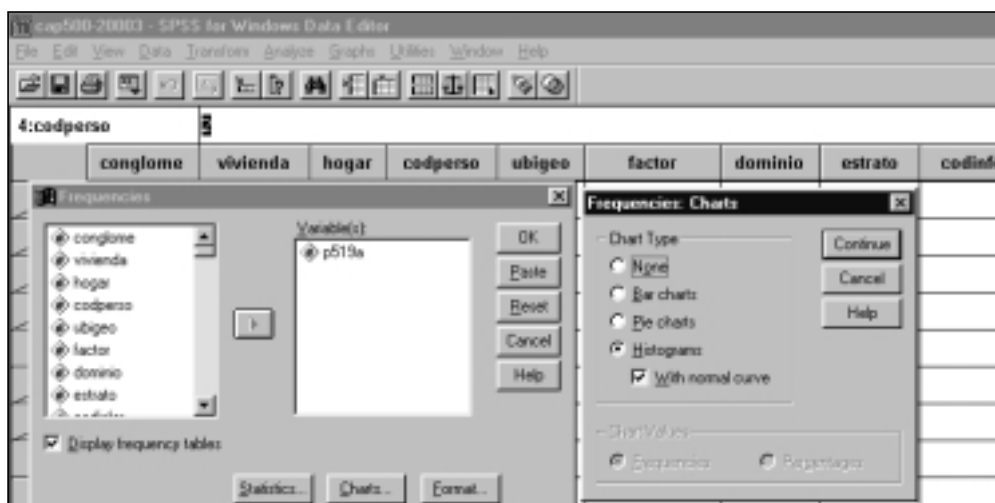 cap500-20003 - SPSS for Windows Data Editor
File Edit View Data Transform Analyze Graphs Utilities Window Help
4:codperso 2
conglome vivienda hogar codperso ubigeo factor dominio estrato codinfo
Frequencies
conglome
vivienda
hogar
codperso
ubigeo
factor
dominio
estrato
Variable(s):
p519a
OK
Paste
Reset
Cancel
Help
Display frequency tables
Statistics... Charts... Format...
Frequencies: Charts
Chart Type
None
Bar charts
Pie charts
Histograms
With normal curve
Continue
Cancel
Help
Chart Values
Frequencies Percentages